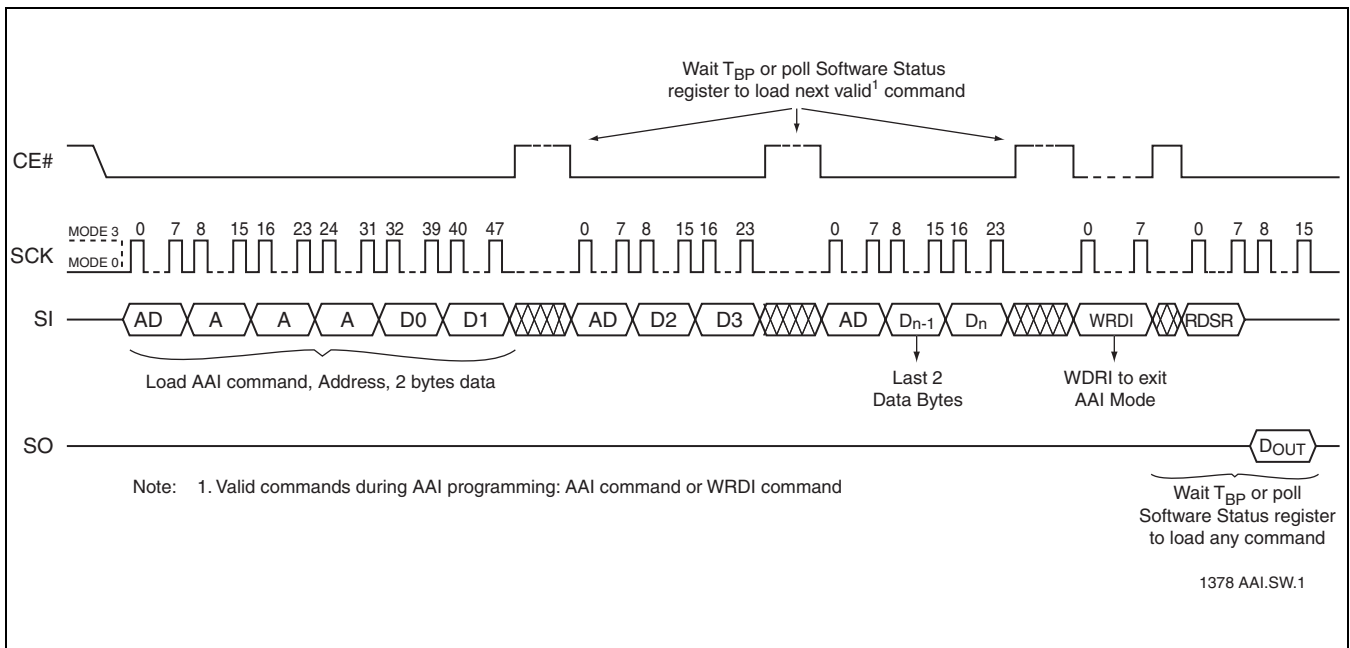 Wait TBP or poll Software Status
register to load next valid1 command
CE#
MODE 3
MODE 0
SCK
0 7 8 15 16 23 24 31 32 39 40 47 0 7 8 15 16 23 0 7 8 15 16 23 0 7 0 7 8 15
SI
AD A A A D0 D1 AD D2 D3 AD Dn-1 Dn WRDI RDSR
Load AAI command, Address, 2 bytes data
Last 2
Data Bytes
WDRI to exit
AAI Mode
SO
DOUT
Note: 1. Valid commands during AAI programming: AAI command or WRDI command
Wait TBP or poll
Software Status register
to load any command
1378 AAI.SW.1